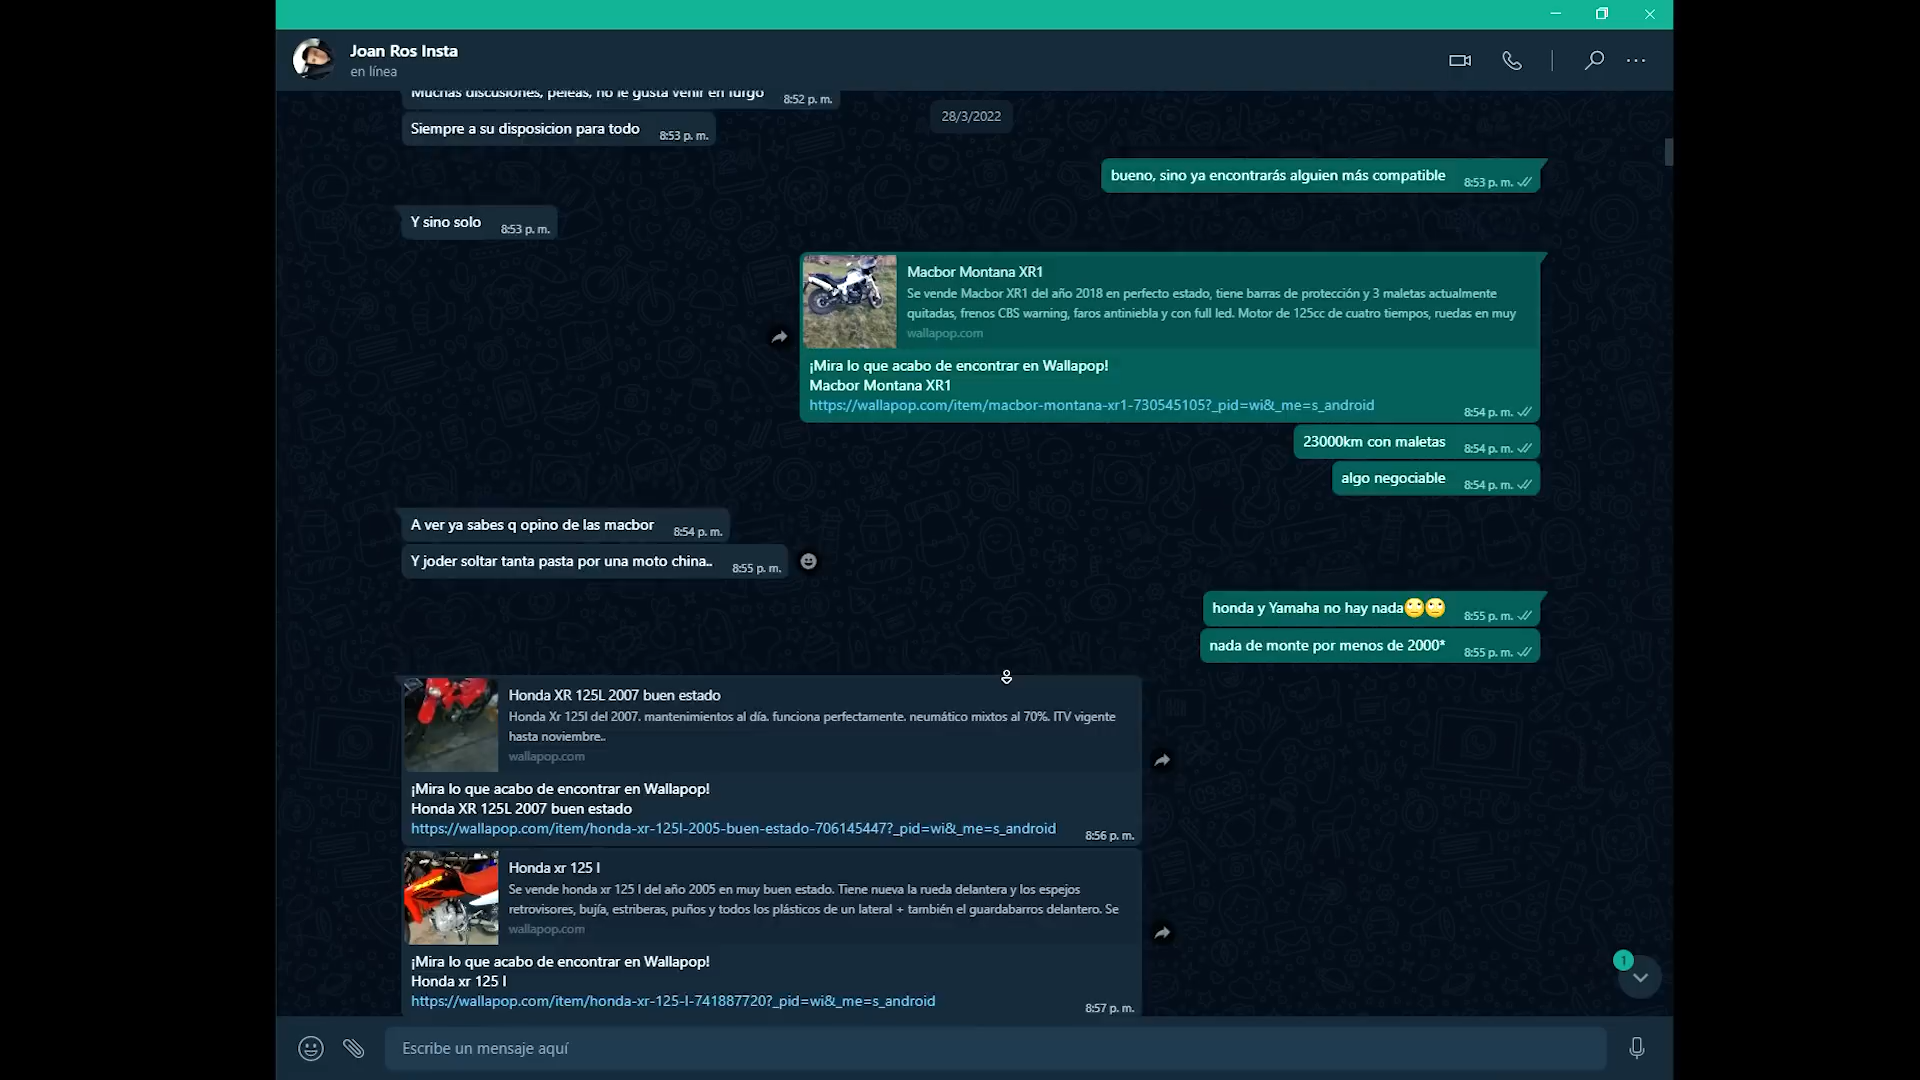 Joan Ros Insta
en línea
Muchas discusiones, peleas, no le gusta venir en furgo 8:52 p. m.
28/3/2022
Siempre a su disposicion para todo 8:53 p. m.
bueno, sino ya encontrarás alguien más compatible 8:53 p. m.
Y sino solo 8:53 p. m.
Macbor Montana XR1
Se vende Macbor XR1 del año 2018 en perfecto estado, tiene barras de protección y 3 maletas actualmente
quitadas, frenos CBS warning, faros antiniebla y con full led. Motor de 125cc de cuatro tiempos, ruedas en muy
wallapop.com
¡Mira lo que acabo de encontrar en Wallapop!
Macbor Montana XR1
https://wallapop.com/item/macbor-montana-xr1-730545105?_pid=wi&_me=s_android 8:54 p. m.
23000km con maletas 8:54 p. m.
algo negociable 8:54 p. m.
A ver ya sabes q opino de las macbor 8:54 p. m.
Y joder soltar tanta pasta por una moto china.. 8:55 p. m.
honda y Yamaha no hay nada🙄🙄 8:55 p. m.
nada de monte por menos de 2000* 8:55 p. m.
Honda XR 125L 2007 buen estado
Honda Xr 125l del 2007. mantenimientos al día. funciona perfectamente. neumático mixtos al 70%. ITV vigente
hasta noviembre..
wallapop.com
¡Mira lo que acabo de encontrar en Wallapop!
Honda XR 125L 2007 buen estado
https://wallapop.com/item/honda-xr-125l-2005-buen-estado-706145447?_pid=wi&_me=s_android 8:56 p. m.
Honda xr 125 l
Se vende honda xr 125 l del año 2005 en muy buen estado. Tiene nueva la rueda delantera y los espejos
retrovisores, bujía, estriberas, puños y todos los plásticos de un lateral + también el guardabarros delantero. Se
wallapop.com
¡Mira lo que acabo de encontrar en Wallapop!
Honda xr 125 l
https://wallapop.com/item/honda-xr-125-l-741887720?_pid=wi&_me=s_android 8:57 p. m.
1
Escribe un mensaje aquí